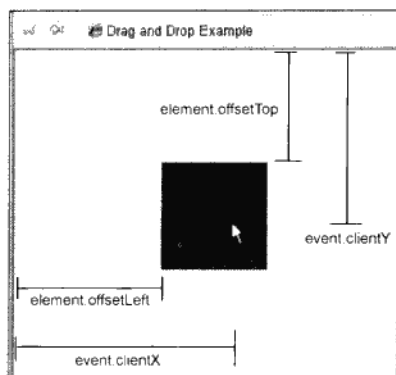 Drag and Drop Example
element.offsetTop
event.clientY
element.offsetLeft
event.clientX